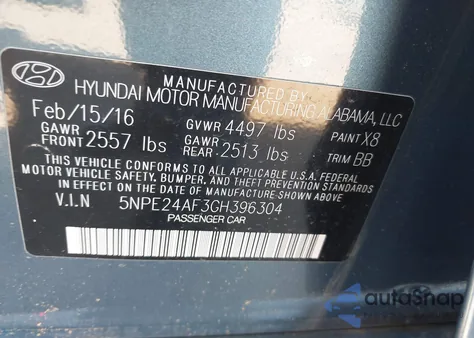 MANUFACTURED BY
HYUNDAI MOTOR MANUFACTURING ALABAMA, LLC
Feb/15/16 GVWR 4497 lbs PAINT X8
GAWR FRONT 2557 lbs GAWR REAR 2513 lbs TRIM BB
THIS VEHICLE CONFORMS TO ALL APPLICABLE U.S.A. FEDERAL
MOTOR VEHICLE SAFETY, BUMPER, AND THEFT PREVENTION STANDARDS
IN EFFECT ON THE DATE OF MANUFACTURE SHOWN ABOVE
V.I.N 5NPE24AF3GH396304
PASSENGER CAR
autosnap